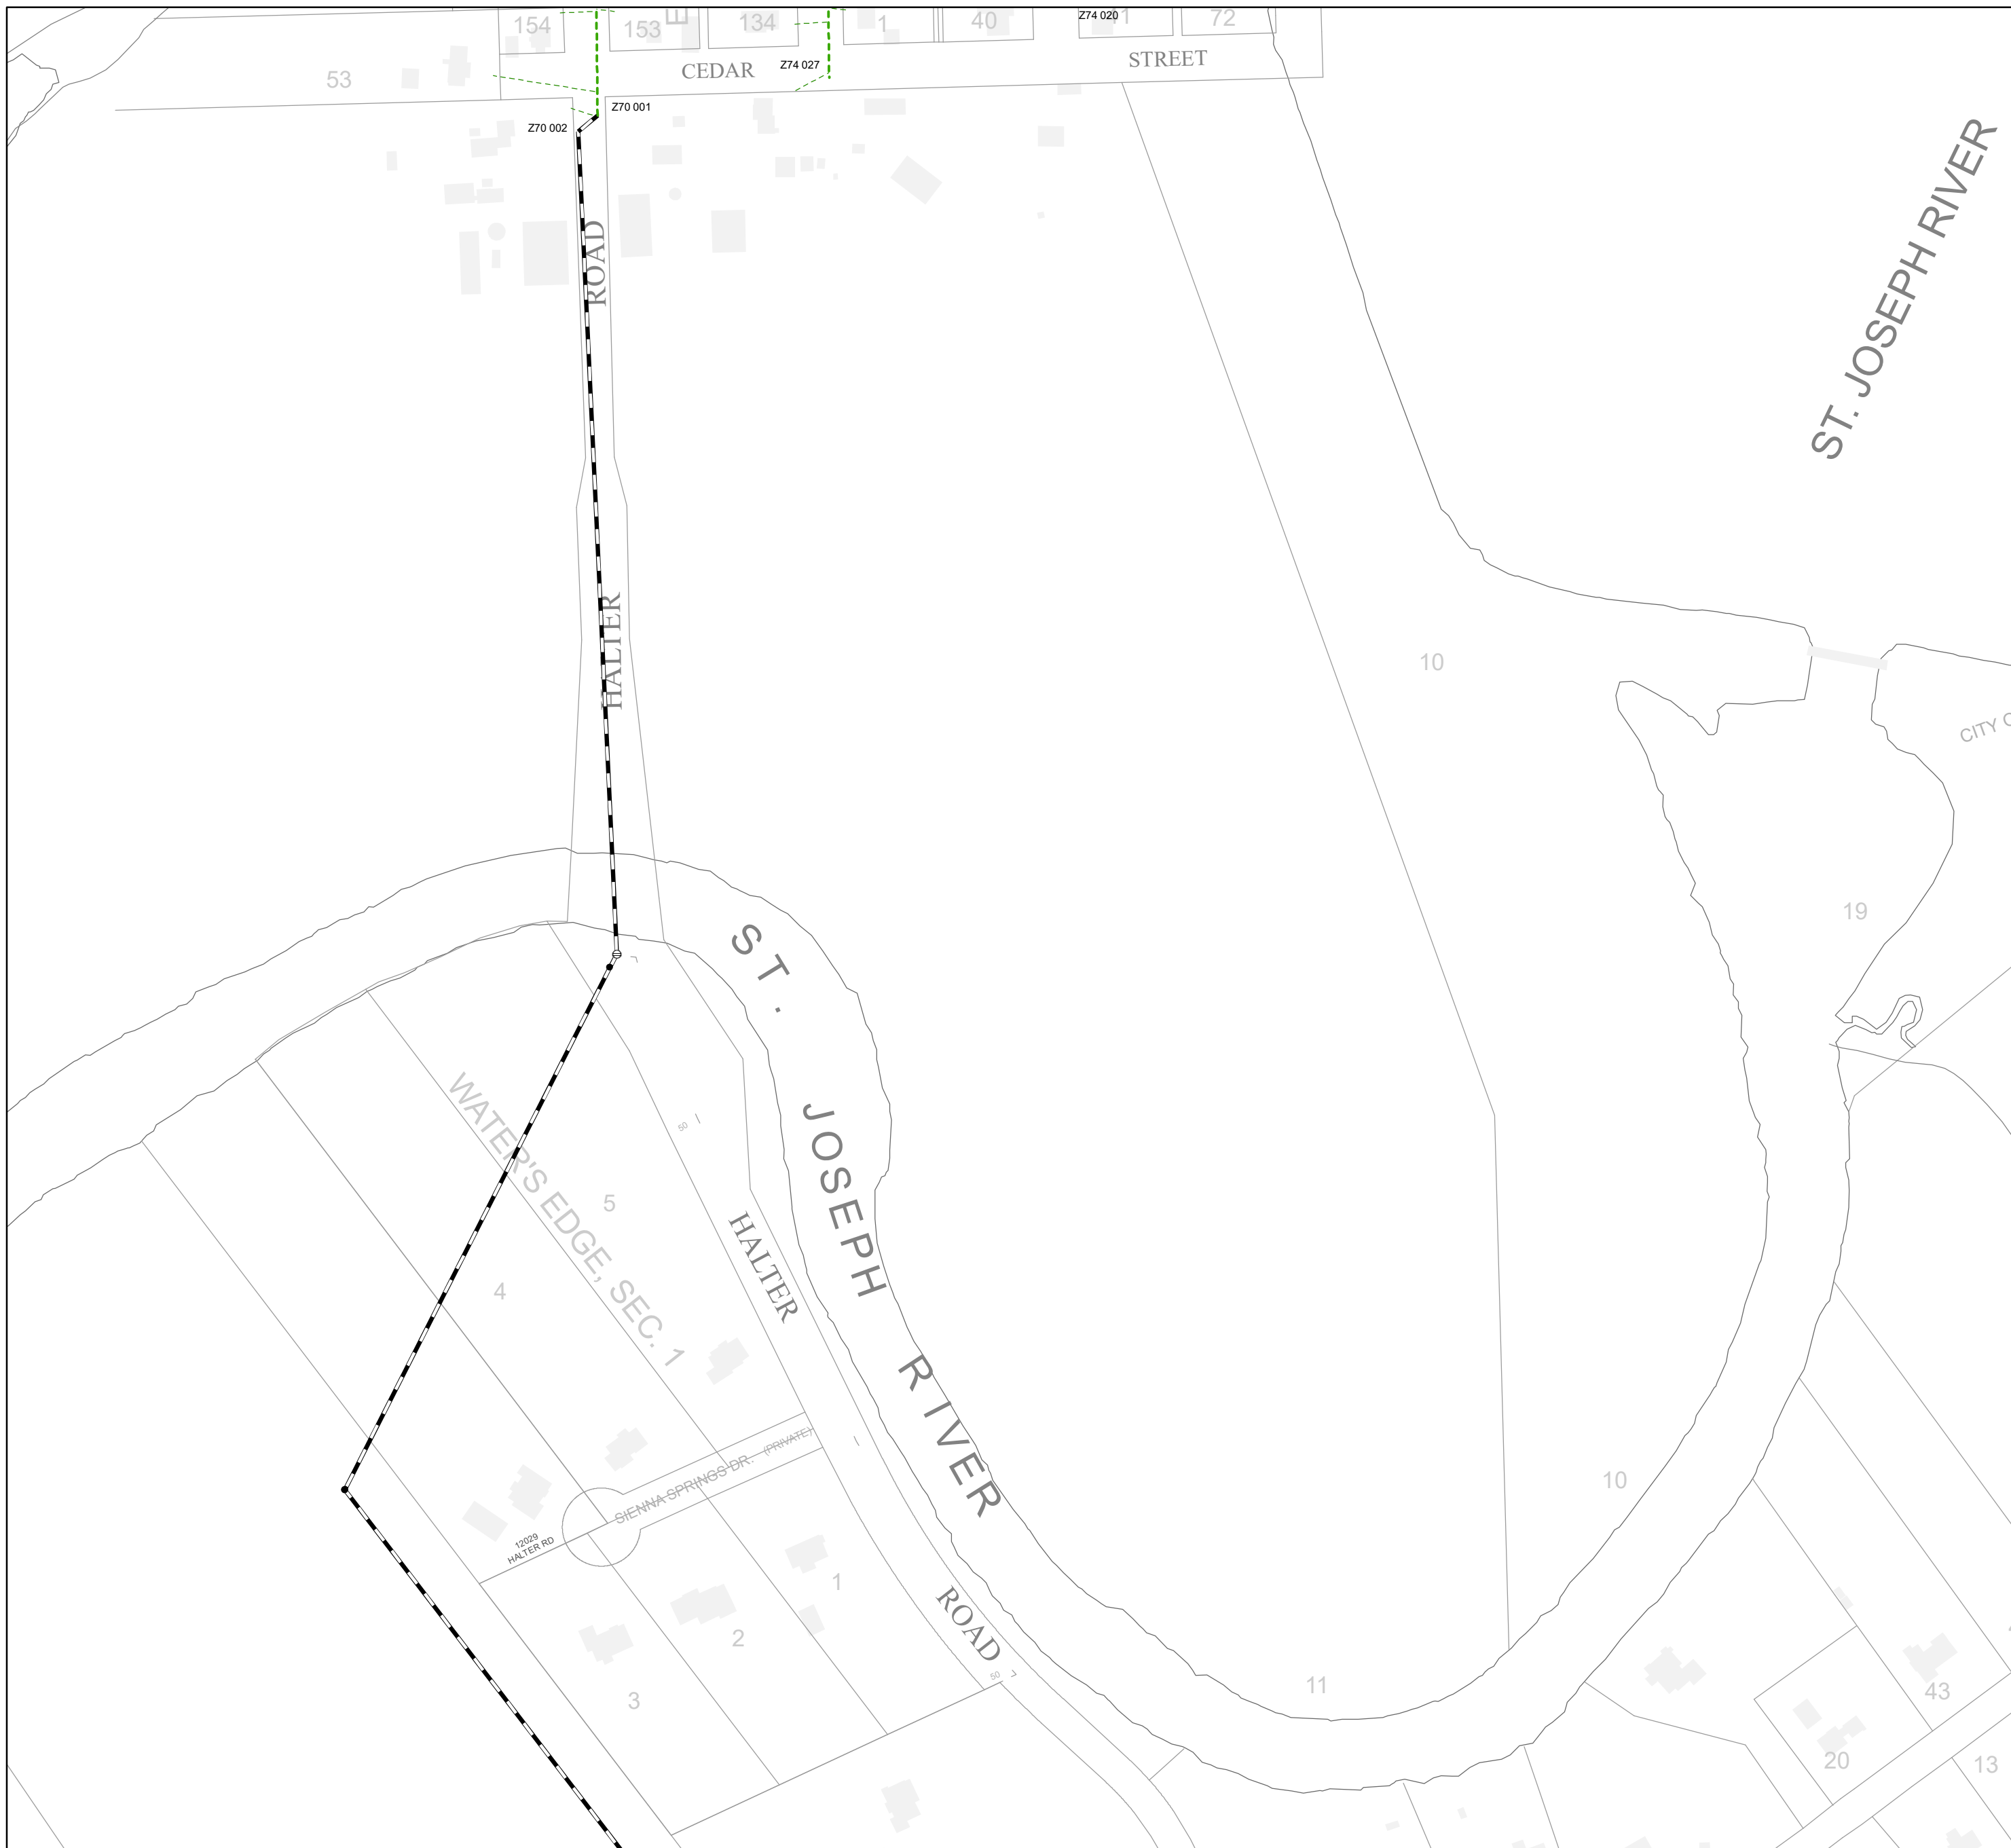 154
153
E
134
1
40
Z74 020
72
53
CEDAR
Z74 027
STREET
Z70 001
Z70 002
ROAD
ST. JOSEPH RIVER
HALTER
10
CITY
19
ST. JOSEPH RIVER
WATER'S EDGE, SEC. 1
50
5
4
HALTER
SIENNA SPRINGS DR. (PRIVATE)
12029
HALTER RD
10
1
2
3
ROAD
50
11
43
20
13